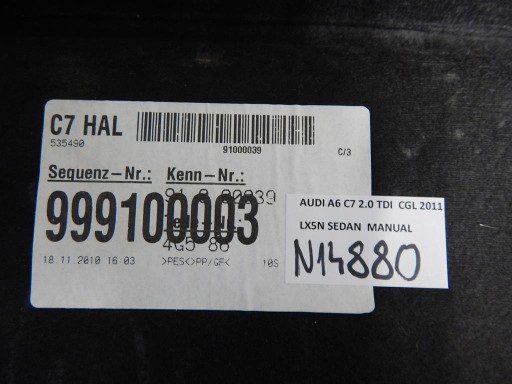 C7 HAL
535490
91000039
C/3
Sequenz-Nr.: Kenn-Nr.:
999100003
4G5 86
18.11.2010 16:03 >PES<>PP/GF< 10S
AUDI A6 C7 2.0 TDI CGL 2011
LX5N SEDAN MANUAL
N14880